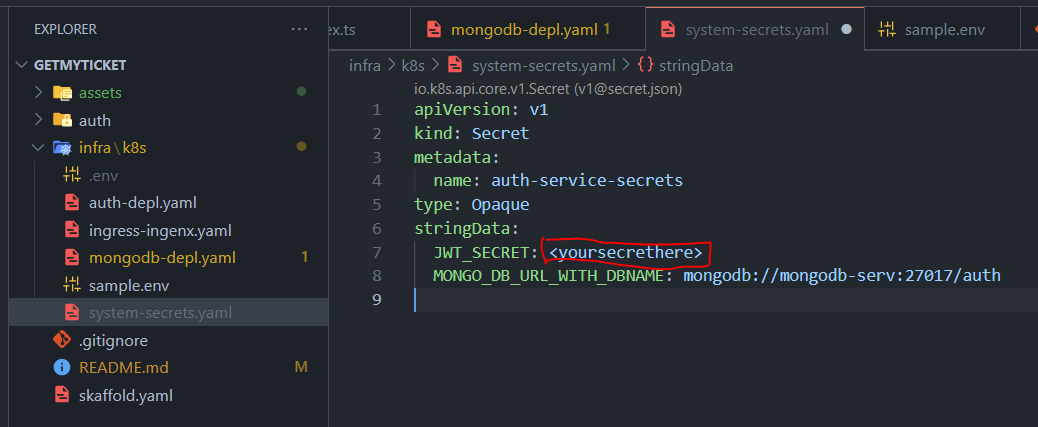 EXPLORER ...
GETMYTICKET
assets
auth
infra\k8s
.env
auth-depl.yaml
ingress-ingenx.yaml
mongodb-depl.yaml 1
sample.env
system-secrets.yaml
.gitignore
README.md M
skaffold.yaml
ex.ts mongodb-depl.yaml 1 system-secrets.yaml sample.env
infra > k8s > system-secrets.yaml > {} stringData
io.k8s.api.core.v1.Secret (v1@secret.json)
1 apiVersion: v1
2 kind: Secret
3 metadata:
4 name: auth-service-secrets
5 type: Opaque
6 stringData:
7 JWT_SECRET: <yoursecrethere>
8 MONGO_DB_URL_WITH_DBNAME: mongodb://mongodb-serv:27017/auth
9